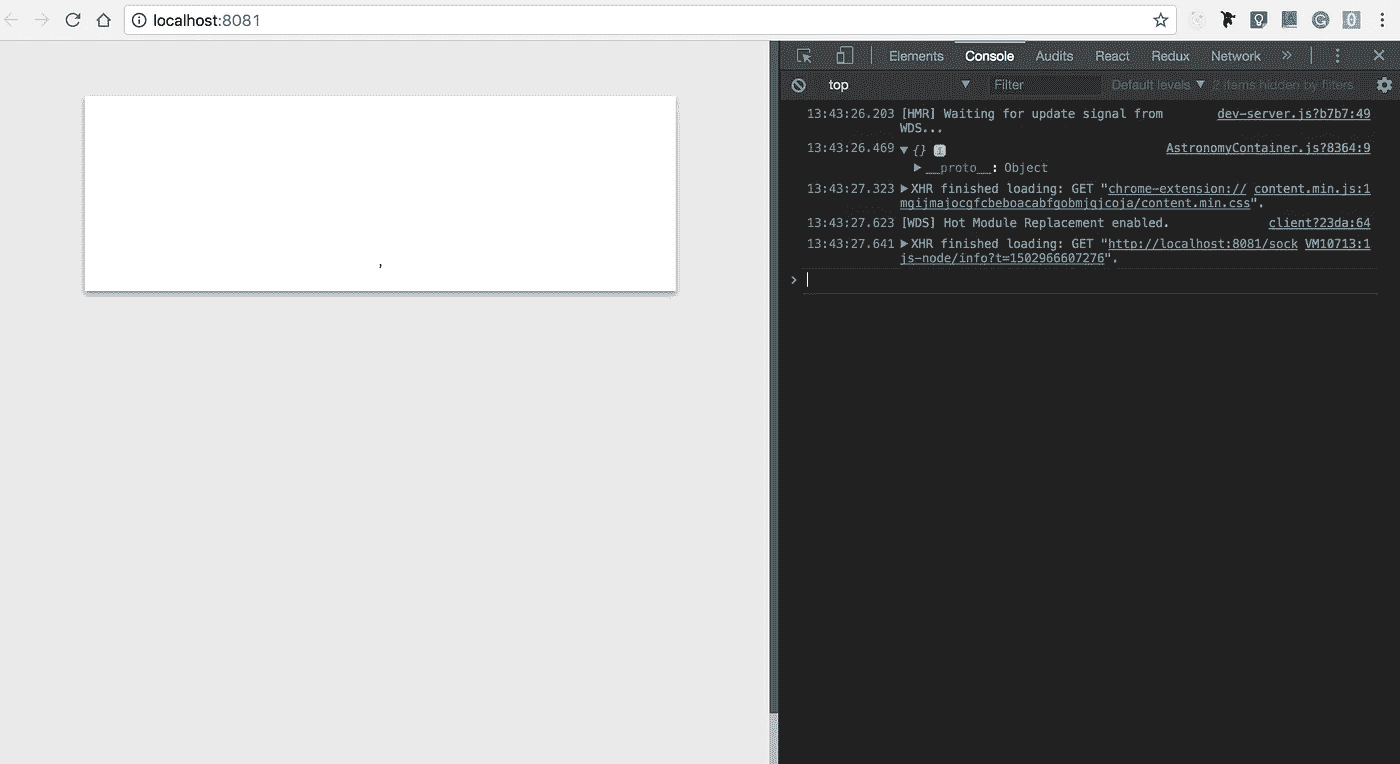 localhost:8081
Elements Console Audits React Redux Network »
top Filter Default levels 2 items hidden by filters
13:43:26.203 [HMR] Waiting for update signal from dev-server.js?b7b7:49
WDS...
13:43:26.469 {} i AstronomyContainer.js?8364:9
__proto__: Object
13:43:27.323 XHR finished loading: GET "chrome-extension:// content.min.js:1
mgijmajocgfcbeboacabfgobmjgjcoja/content.min.css".
13:43:27.623 [WDS] Hot Module Replacement enabled. client?23da:64
13:43:27.641 XHR finished loading: GET "http://localhost:8081/sock VM10713:1
js-node/info?t=1502966607276".
,